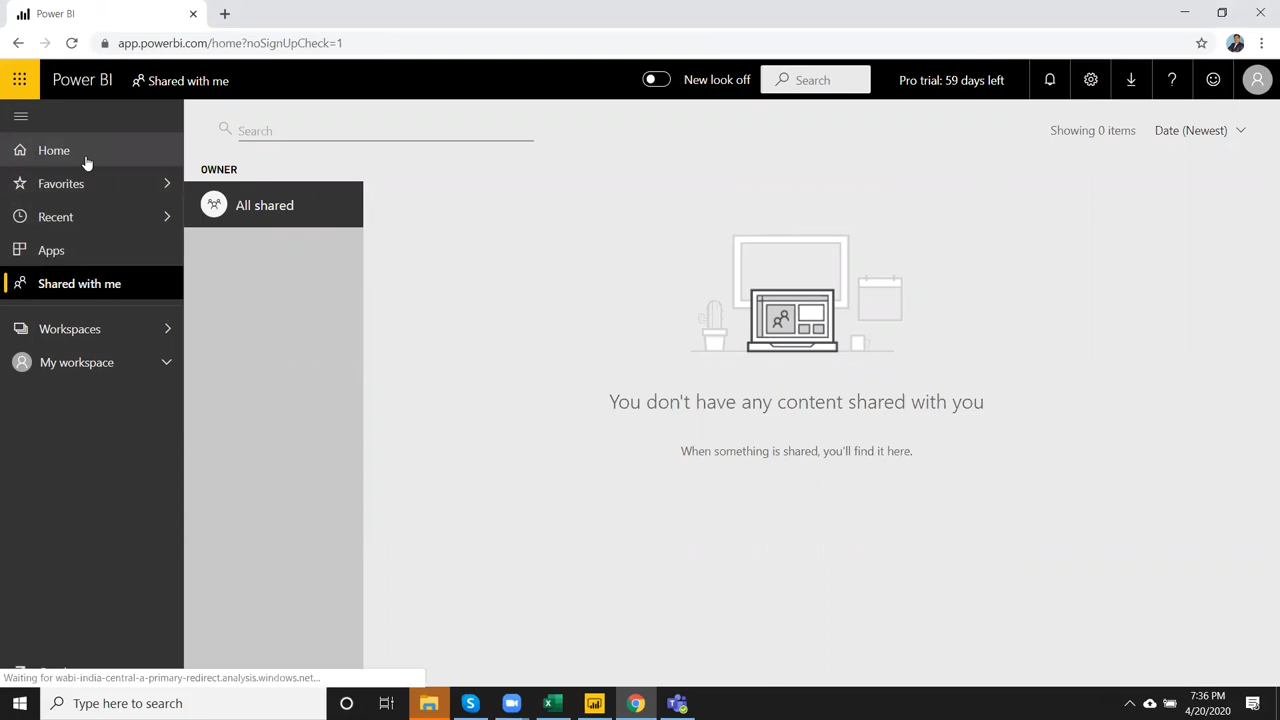 Power BI
app.powerbi.com/home?noSignUpCheck=1
Power BI Shared with me New look off Search Pro trial: 59 days left
Home
Favorites
Recent
Apps
Shared with me
Workspaces
My workspace
Search
Showing 0 items Date (Newest)
OWNER
All shared
You don't have any content shared with you
When something is shared, you'll find it here.
Waiting for wabi-india-central-a-primary-redirect.analysis.windows.net...
Type here to search
7:36 PM
4/20/2020